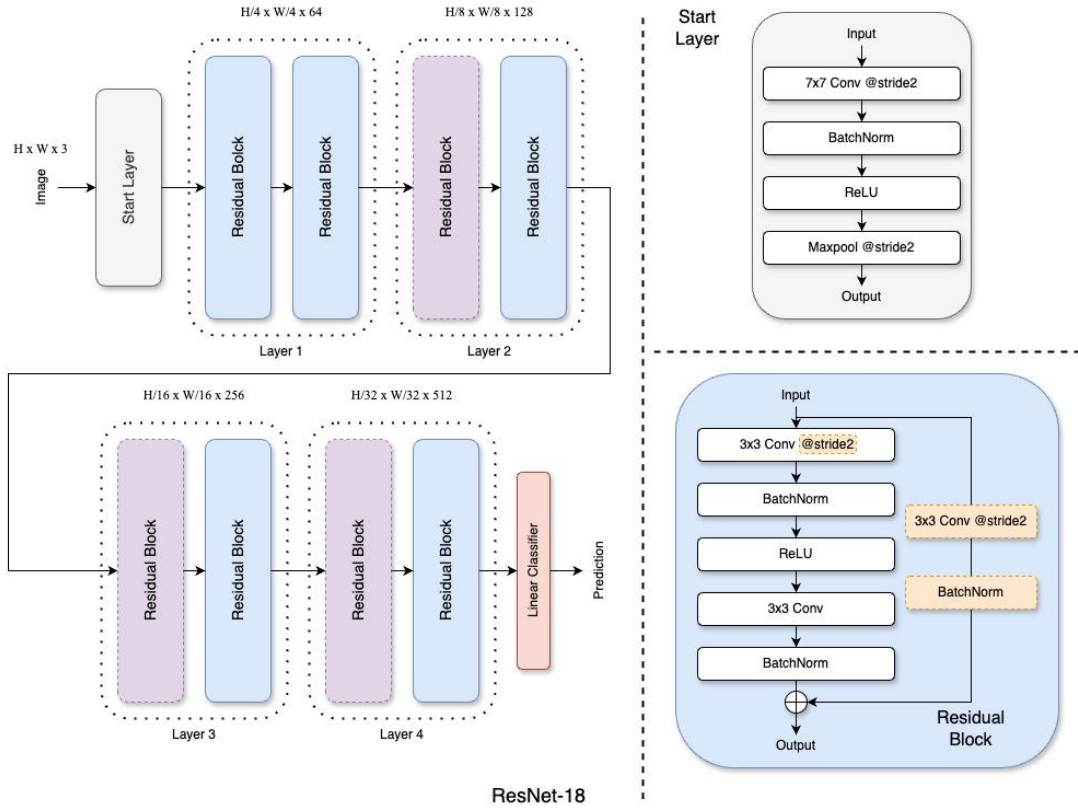 H/4 x W/4 x 64
H/8 x W/8 x 128
H x W x 3
Image
Start Layer
Residual Bolck
Residual Block
Residual Block
Residual Block
Layer 1
Layer 2
H/16 x W/16 x 256
H/32 x W/32 x 512
Residual Block
Residual Block
Residual Block
Residual Block
Linear Classifier
Prediction
Layer 3
Layer 4
ResNet-18
Start
Layer
Input
7x7 Conv @stride2
BatchNorm
ReLU
Maxpool @stride2
Output
Input
3x3 Conv @stride2
BatchNorm
ReLU
3x3 Conv
BatchNorm
3x3 Conv @stride2
BatchNorm
Output
Residual
Block